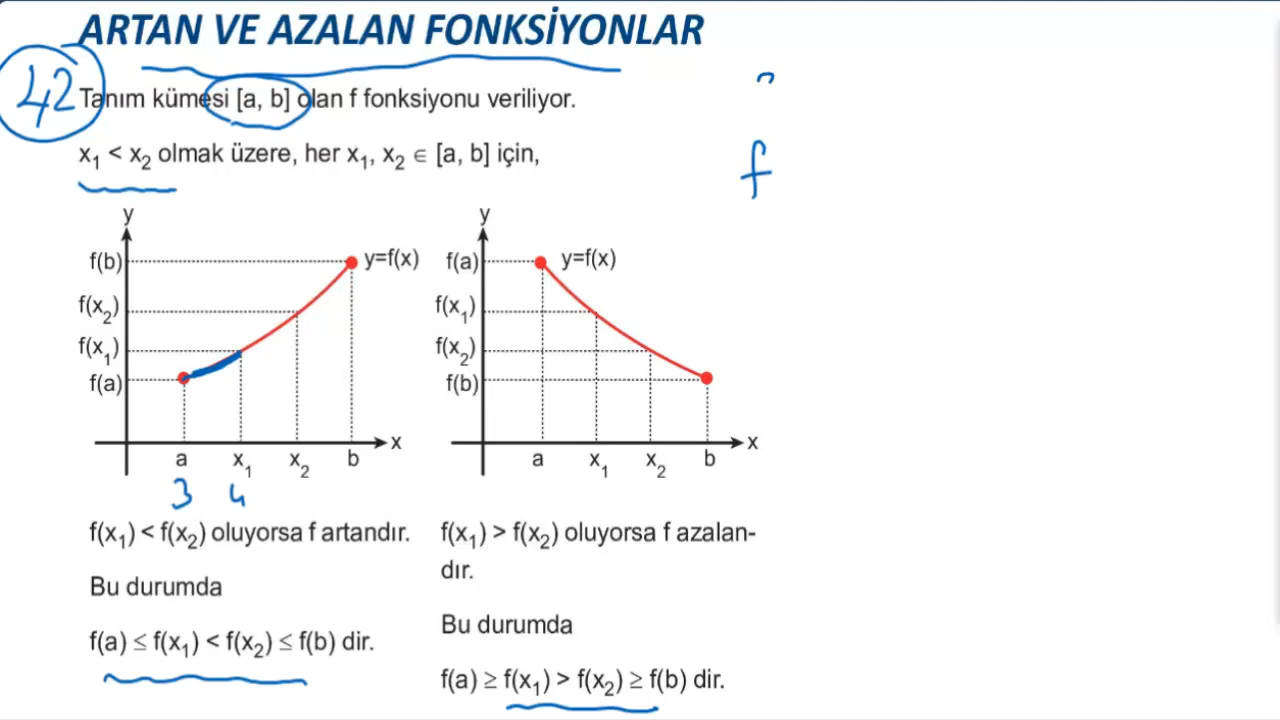 ARTAN VE AZALAN FONKSİYONLAR
42
Tanım kümesi [a, b] olan f fonksiyonu veriliyor.
x₁ < x₂ olmak üzere, her x₁, x₂ ∈ [a, b] için,
f
y
f(b)
y=f(x)
f(x₂)
f(x₁)
f(a)
x
a x₁ x₂ b
3 4
f(x₁) < f(x₂) oluyorsa f artandır.
Bu durumda
f(a) ≤ f(x₁) < f(x₂) ≤ f(b) dir.
y
f(a)
y=f(x)
f(x₁)
f(x₂)
f(b)
x
a x₁ x₂ b
f(x₁) > f(x₂) oluyorsa f azalan-
dır.
Bu durumda
f(a) ≥ f(x₁) > f(x₂) ≥ f(b) dir.